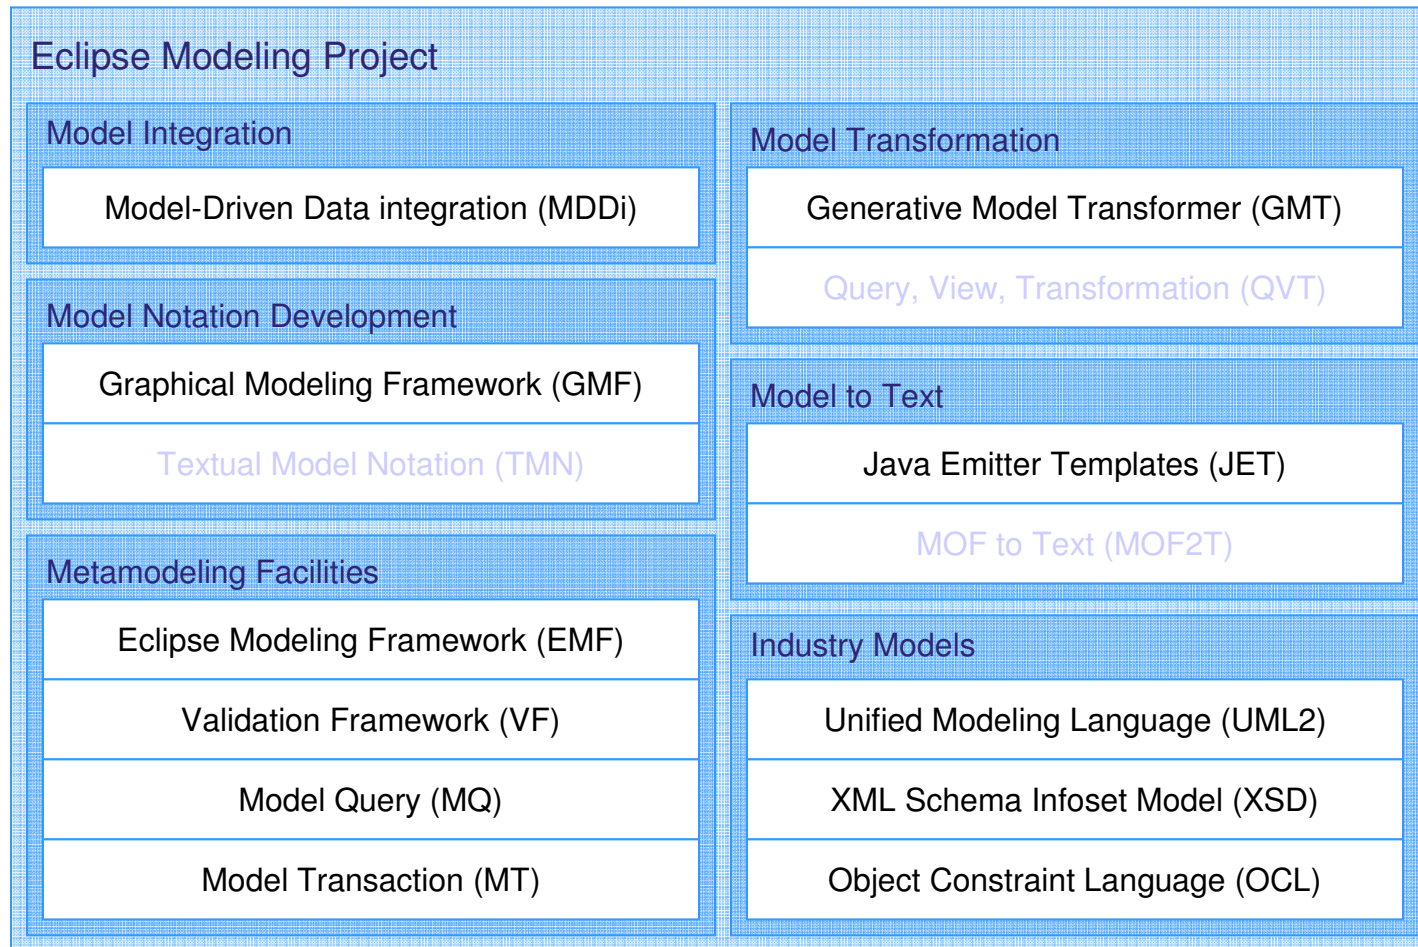 Eclipse Modeling Project
Model Integration
Model-Driven Data integration (MDDi)
Model Notation Development
Graphical Modeling Framework (GMF)
Textual Model Notation (TMN)
Metamodeling Facilities
Eclipse Modeling Framework (EMF)
Validation Framework (VF)
Model Query (MQ)
Model Transaction (MT)
Model Transformation
Generative Model Transformer (GMT)
Query, View, Transformation (QVT)
Model to Text
Java Emitter Templates (JET)
MOF to Text (MOF2T)
Industry Models
Unified Modeling Language (UML2)
XML Schema Infoset Model (XSD)
Object Constraint Language (OCL)